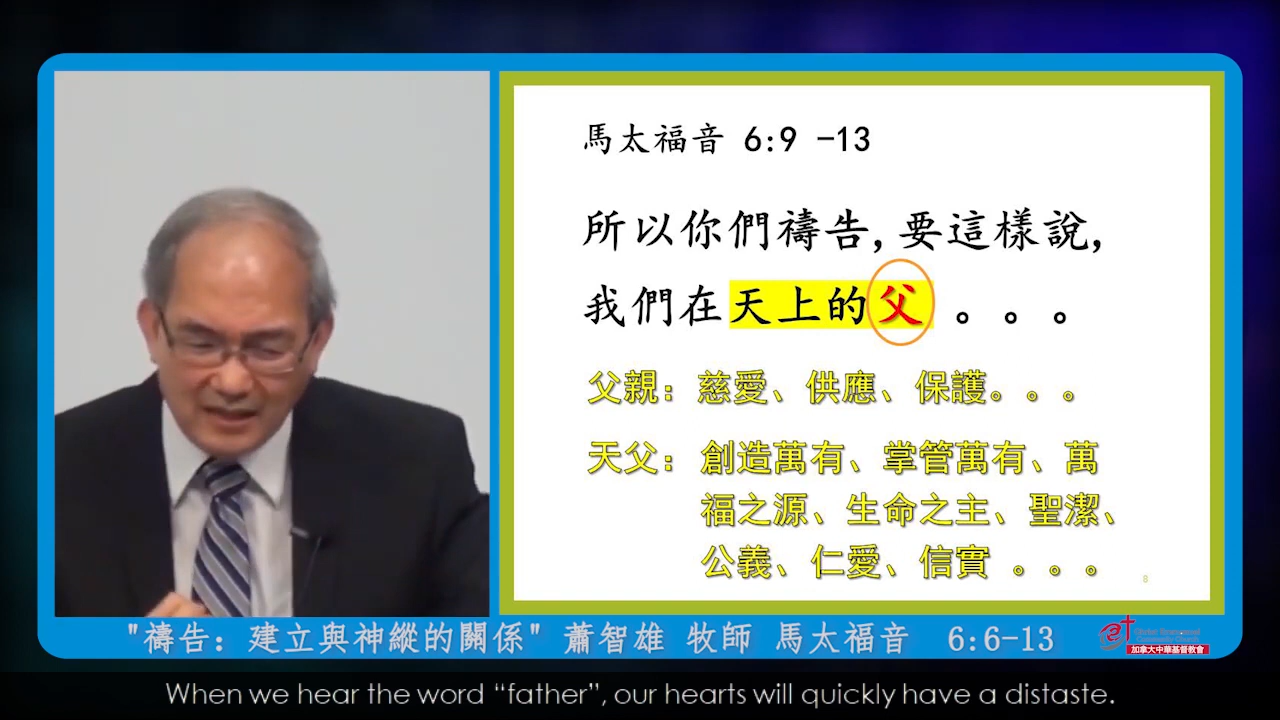 馬太福音 6:9 -13
所以你們禱告,要這樣說,
我們在天上的父 。。。
父親：慈愛、供應、保護。。。
天父：創造萬有、掌管萬有、萬
福之源、生命之主、聖潔、
公義、仁愛、信實 。。。
8
"禱告：建立與神縱的關係" 蕭智雄 牧師 馬太福音 6:6-13
Community Church
加拿大中華基督教會
When we hear the word “father”, our hearts will quickly have a distaste.